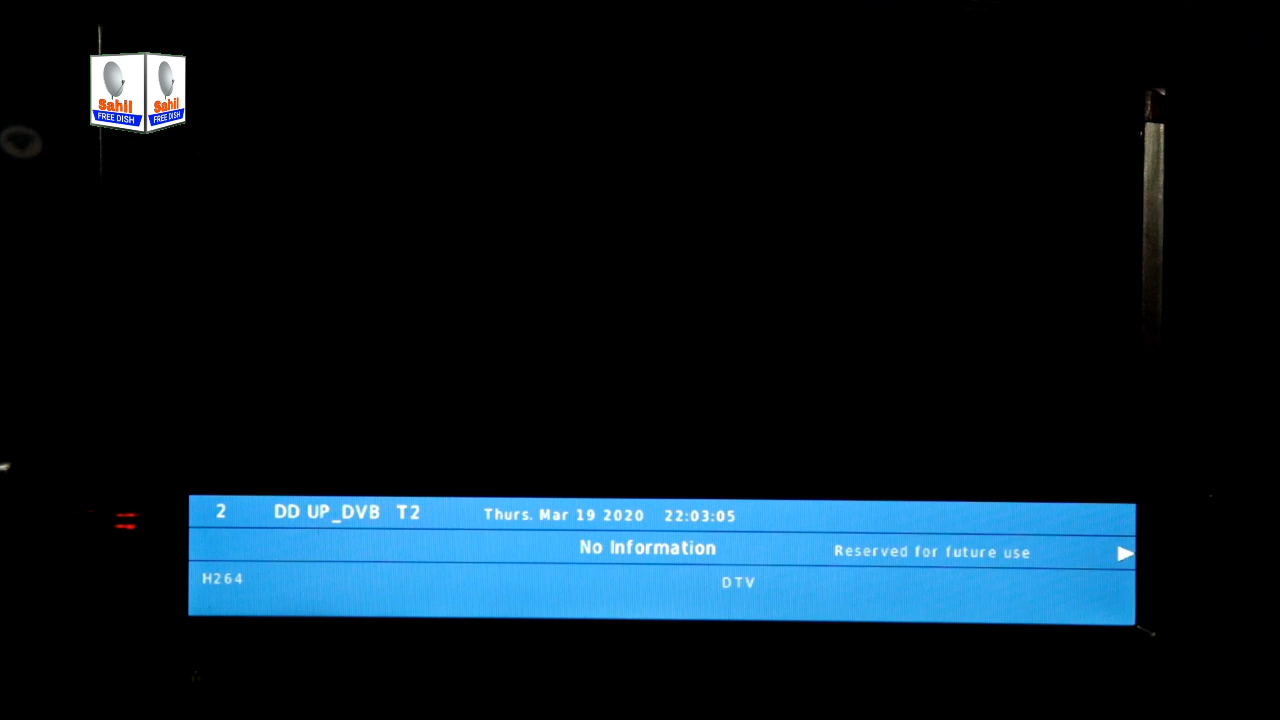 Sahil Sahil
FREE DISH FREE DISH
2 DD UP_DVB T2 Thurs. Mar 19 2020 22:03:05
No Information Reserved for future use
H264 DTV